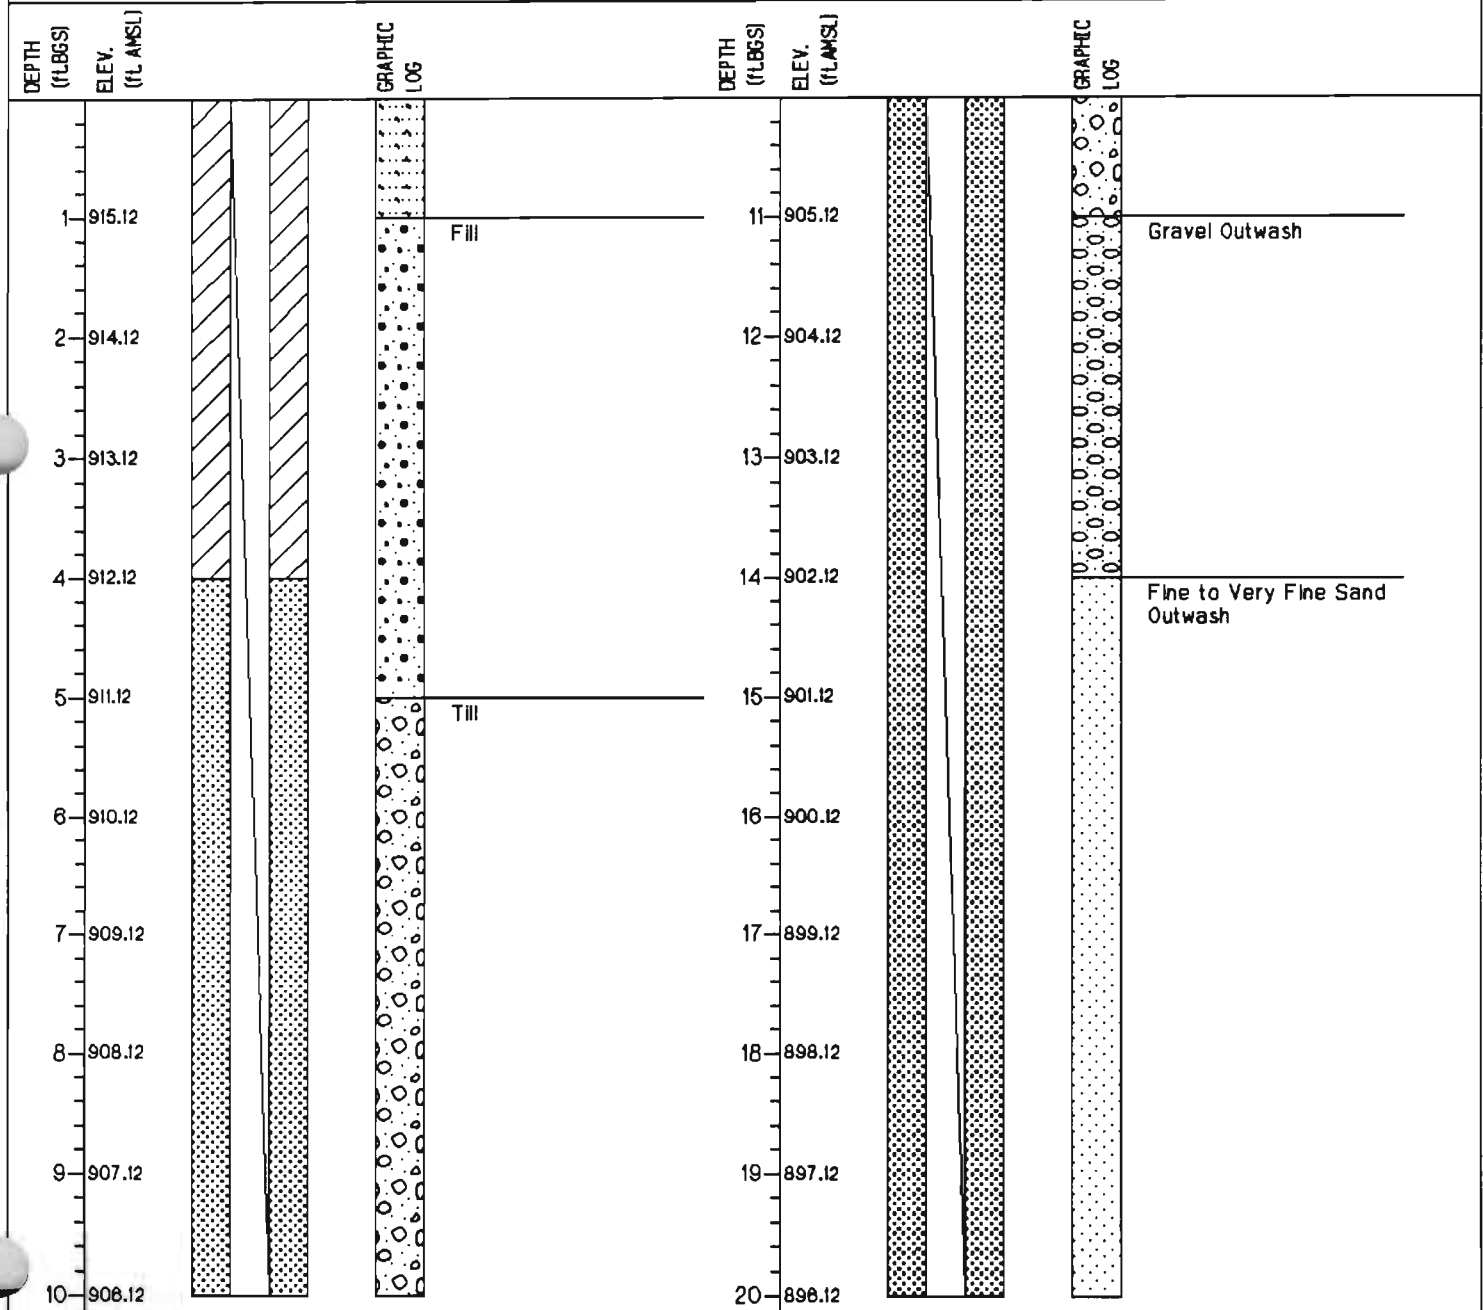 DEPTH
(ft.BGS)
ELEV.
(ft. AMSL)
GRAPHIC
LOG
1 915.12
Fill
2 914.12
3 913.12
4 912.12
5 911.12
Till
6 910.12
7 909.12
8 908.12
9 907.12
10 906.12
DEPTH
(ft.BGS)
ELEV.
(ft.AMSL)
GRAPHIC
LOG
11 905.12
Gravel Outwash
12 904.12
13 903.12
14 902.12
Fine to Very Fine Sand
Outwash
15 901.12
16 900.12
17 899.12
18 898.12
19 897.12
20 896.12